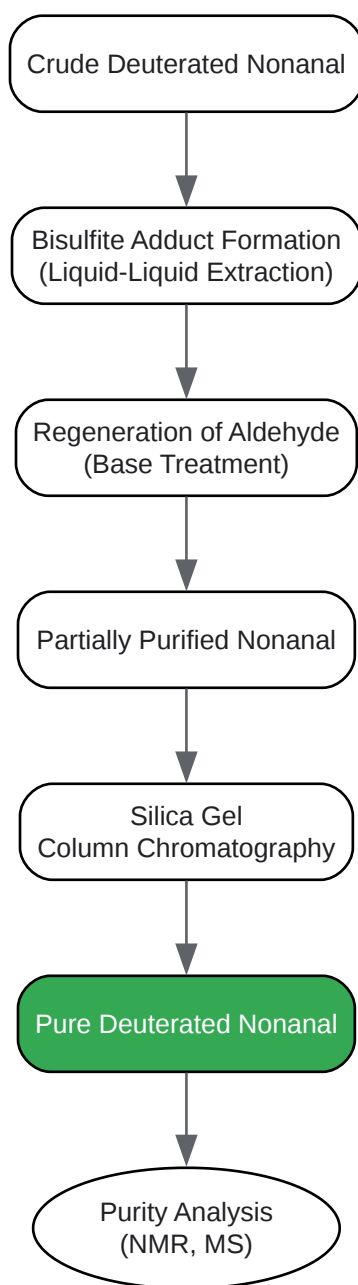 Crude Deuterated Nonanal
Bisulfite Adduct Formation
(Liquid-Liquid Extraction)
Regeneration of Aldehyde
(Base Treatment)
Partially Purified Nonanal
Silica Gel
Column Chromatography
Pure Deuterated Nonanal
Purity Analysis
(NMR, MS)